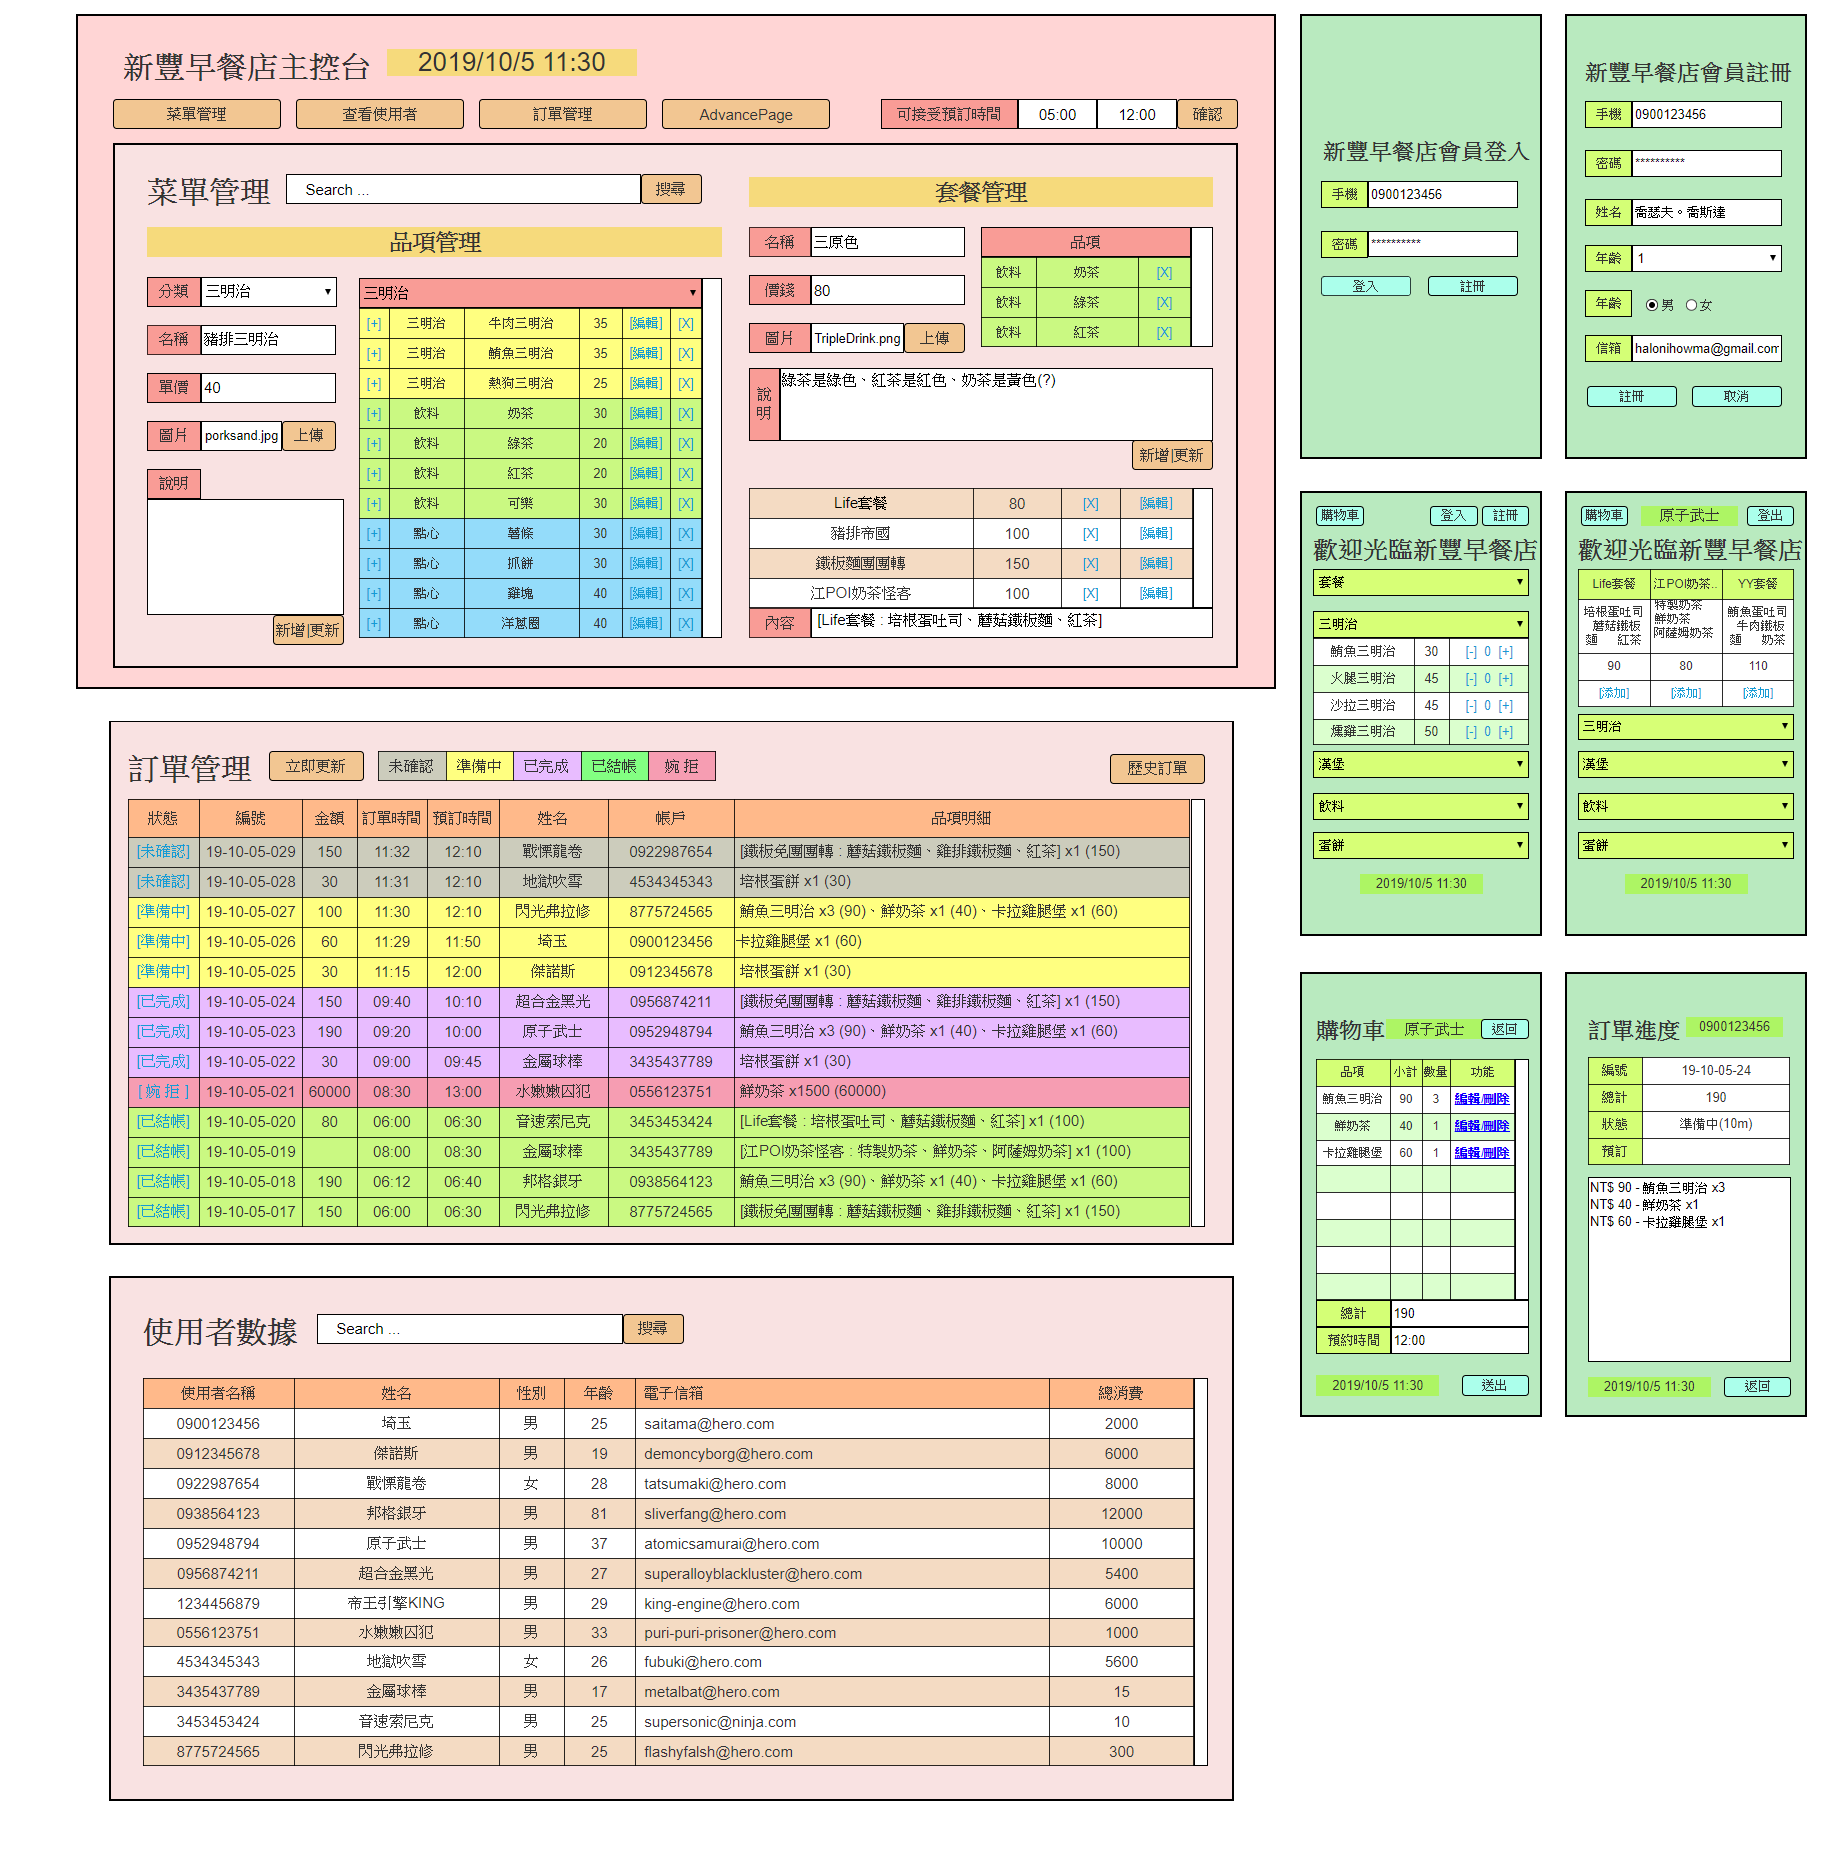 新豐早餐店主控台 2019/10/5 11:30
菜單管理 查看使用者 訂單管理 AdvancePage 可接受預訂時間 05:00 12:00 確認
菜單管理 Search ... 搜尋
品項管理
分類 三明治
名稱 豬排三明治
單價 40
圖片 porksand.jpg 上傳
說明
新增|更新
三明治
[+] 三明治 牛肉三明治 35 [編輯] [X]
[+] 三明治 鮪魚三明治 35 [編輯] [X]
[+] 三明治 熱狗三明治 25 [編輯] [X]
[+] 飲料 奶茶 30 [編輯] [X]
[+] 飲料 綠茶 20 [編輯] [X]
[+] 飲料 紅茶 20 [編輯] [X]
[+] 飲料 可樂 30 [編輯] [X]
[+] 點心 薯條 30 [編輯] [X]
[+] 點心 抓餅 30 [編輯] [X]
[+] 點心 雞塊 40 [編輯] [X]
[+] 點心 洋蔥圈 40 [編輯] [X]
套餐管理
名稱 三原色
價錢 80
圖片 TripleDrink.png 上傳
品項
飲料 奶茶 [X]
飲料 綠茶 [X]
飲料 紅茶 [X]
說明 綠茶是綠色、紅茶是紅色、奶茶是黃色(?)
新增|更新
Life套餐 80 [X] [編輯]
豬排帝國 100 [X] [編輯]
鐵板麵團團轉 150 [X] [編輯]
江POI奶茶怪客 100 [X] [編輯]
內容 [Life套餐 : 培根蛋吐司、蘑菇鐵板麵、紅茶]
訂單管理 立即更新 未確認 準備中 已完成 已結帳 婉 拒 歷史訂單
狀態 編號 金額 訂單時間 預訂時間 姓名 帳戶 品項明細
[未確認] 19-10-05-029 150 11:32 12:10 戰慄龍卷 0922987654 [鐵板免團團轉 : 蘑菇鐵板麵、雞排鐵板麵、紅茶] x1 (150)
[未確認] 19-10-05-028 30 11:31 12:10 地獄吹雪 4534345343 培根蛋餅 x1 (30)
[準備中] 19-10-05-027 100 11:30 12:10 閃光弗拉修 8775724565 鮪魚三明治 x3 (90)、鮮奶茶 x1 (40)、卡拉雞腿堡 x1 (60)
[準備中] 19-10-05-026 60 11:29 11:50 埼玉 0900123456 卡拉雞腿堡 x1 (60)
[準備中] 19-10-05-025 30 11:15 12:00 傑諾斯 0912345678 培根蛋餅 x1 (30)
[已完成] 19-10-05-024 150 09:40 10:10 超合金黑光 0956874211 [鐵板免團團轉 : 蘑菇鐵板麵、雞排鐵板麵、紅茶] x1 (150)
[已完成] 19-10-05-023 190 09:20 10:00 原子武士 0952948794 鮪魚三明治 x3 (90)、鮮奶茶 x1 (40)、卡拉雞腿堡 x1 (60)
[已完成] 19-10-05-022 30 09:00 09:45 金屬球棒 3435437789 培根蛋餅 x1 (30)
[ 婉 拒 ] 19-10-05-021 60000 08:30 13:00 水嫩嫩囚犯 0556123751 鮮奶茶 x1500 (60000)
[已結帳] 19-10-05-020 80 06:00 06:30 音速索尼克 3453453424 [Life套餐 : 培根蛋吐司、蘑菇鐵板麵、紅茶] x1 (100)
[已結帳] 19-10-05-019 08:00 08:30 金屬球棒 3435437789 [江POI奶茶怪客 : 特製奶茶、鮮奶茶、阿薩姆奶茶] x1 (100)
[已結帳] 19-10-05-018 190 06:12 06:40 邦格銀牙 0938564123 鮪魚三明治 x3 (90)、鮮奶茶 x1 (40)、卡拉雞腿堡 x1 (60)
[已結帳] 19-10-05-017 150 06:00 06:30 閃光弗拉修 8775724565 [鐵板免團團轉 : 蘑菇鐵板麵、雞排鐵板麵、紅茶] x1 (150)
使用者數據 Search ... 搜尋
使用者名稱 姓名 性別 年齡 電子信箱 總消費
0900123456 埼玉 男 25 saitama@hero.com 2000
0912345678 傑諾斯 男 19 demoncyborg@hero.com 6000
0922987654 戰慄龍卷 女 28 tatsumaki@hero.com 8000
0938564123 邦格銀牙 男 81 sliverfang@hero.com 12000
0952948794 原子武士 男 37 atomicsamurai@hero.com 10000
0956874211 超合金黑光 男 27 superalloyblackluster@hero.com 5400
1234456879 帝王引擎KING 男 29 king-engine@hero.com 6000
0556123751 水嫩嫩囚犯 男 33 puri-puri-prisoner@hero.com 1000
4534345343 地獄吹雪 女 26 fubuki@hero.com 5600
3435437789 金屬球棒 男 17 metalbat@hero.com 15
3453453424 音速索尼克 男 25 supersonic@ninja.com 10
8775724565 閃光弗拉修 男 25 flashyfalsh@hero.com 300
新豐早餐店會員登入
手機 0900123456
密碼 **********
登入 註冊
新豐早餐店會員註冊
手機 0900123456
密碼 **********
姓名 喬瑟夫。喬斯達
年齡 1
年齡 男 女
信箱 halonihowma@gmail.com
註冊 取消
購物車 登入 註冊
歡迎光臨新豐早餐店
套餐
三明治
鮪魚三明治 30 [-] 0 [+]
火腿三明治 45 [-] 0 [+]
沙拉三明治 45 [-] 0 [+]
燻雞三明治 50 [-] 0 [+]
漢堡
飲料
蛋餅
2019/10/5 11:30
購物車 原子武士 登出
歡迎光臨新豐早餐店
Life套餐 江POI奶茶.. YY套餐
培根蛋吐司 特製奶茶 鮪魚蛋吐司
蘑菇鐵板 鮮奶茶 牛肉鐵板
麵 紅茶 阿薩姆奶茶 麵 奶茶
90 80 110
[添加] [添加] [添加]
三明治
漢堡
飲料
蛋餅
2019/10/5 11:30
購物車 原子武士 返回
品項 小計 數量 功能
鮪魚三明治 90 3 編輯/刪除
鮮奶茶 40 1 編輯/刪除
卡拉雞腿堡 60 1 編輯/刪除
總計 190
預約時間 12:00
2019/10/5 11:30 送出
訂單進度 0900123456
編號 19-10-05-24
總計 190
狀態 準備中(10m)
預訂
NT$ 90 - 鮪魚三明治 x3
NT$ 40 - 鮮奶茶 x1
NT$ 60 - 卡拉雞腿堡 x1
2019/10/5 11:30 返回